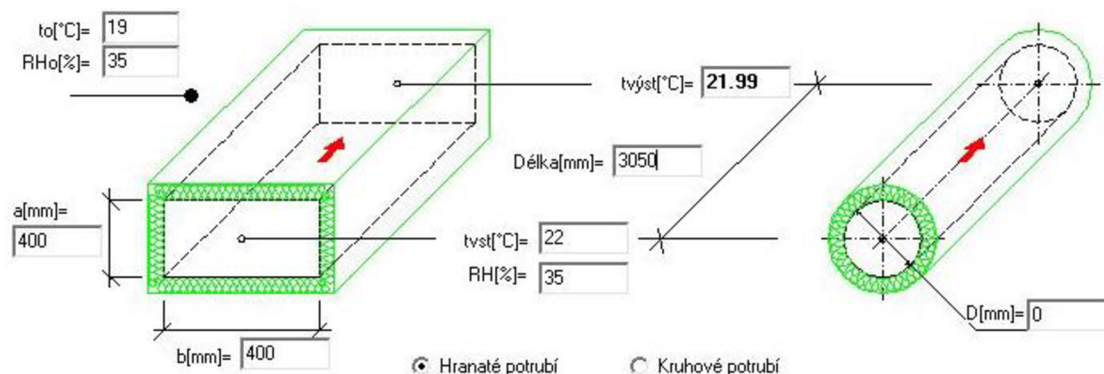 to[°C]= 19
RHo[%]= 35
tvýst[°C]= 21.99
Délka[mm]= 3050
a[mm]=
400
tvst[°C]= 22
RH[%]= 35
D[mm]= 0
b[mm]= 400
Hranaté potrubí
Kruhové potrubí